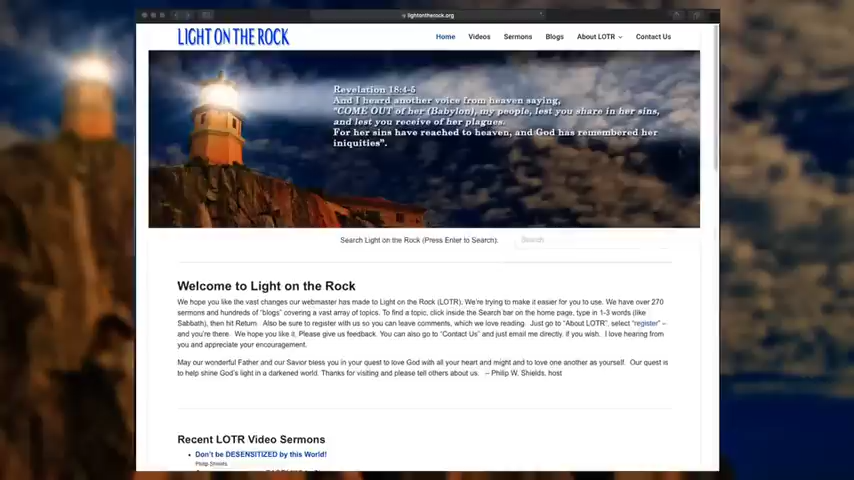 lightontherock.org
LIGHT ON THE ROCK
Home Videos Sermons Blogs About LOTR Contact Us
Revelation 18:4-5
And I heard another voice from heaven saying,
"COME OUT of her (Babylon), my people, lest you share in her sins,
and lest you receive of her plagues.
For her sins have reached to heaven, and God has remembered her
iniquities".
Search Light on the Rock (Press Enter to Search): Search
Welcome to Light on the Rock
We hope you like the vast changes our webmaster has made to Light on the Rock (LOTR). We're trying to make it easier for you to use. We have over 270
sermons and hundreds of "blogs" covering a vast array of topics. To find a topic, click inside the Search bar on the home page, type in 1-3 words (like
Sabbath), then hit Return. Also be sure to register with us so you can leave comments, which we love reading. Just go to "About LOTR", select "register" –
and you're there. We hope you like it. Please give us feedback. You can also go to "Contact Us" and just email me directly, if you wish. I love hearing from
you and appreciate your encouragement.
May our wonderful Father and our Savior bless you in your quest to love God with all your heart and might and to love one another as yourself. Our quest is
to help shine God's light in a darkened world. Thanks for visiting and please tell others about us. -- Philip W. Shields, host
Recent LOTR Video Sermons
Don't be DESENSITIZED by this World!
Philip Shields